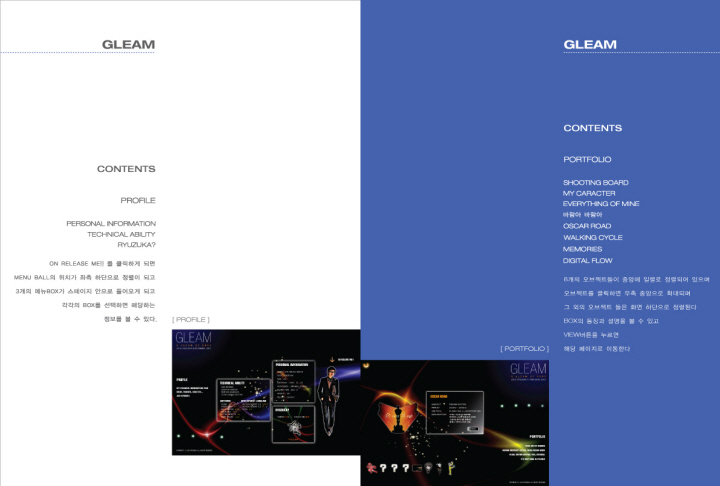 GLEAM
CONTENTS
PROFILE
PERSONAL INFORMATION
TECHNICAL ABILITY
RYUZUKA?
ON RELEASE ME!! 를 클릭하게 되면
MENU BALL의 위치가 좌측 하단으로 정렬이 되고
3개의 메뉴BOX가 스테이지 안으로 들어오게 되고
각각의 BOX를 선택하면 해당하는
정보를 볼 수 있다.
[ PROFILE ]
GLEAM
PROFILE
TECHNICAL ABILITY
PERSONAL INFORMATION
GLEAM
CONTENTS
PORTFOLIO
SHOOTING BOARD
MY CARACTER
EVERYTHING OF MINE
바람아 바람아
OSCAR ROAD
WALKING CYCLE
MEMORIES
DIGITAL FLOW
8개의 오브젝트들이 중앙에 일렬로 정렬되어 있으며
오브젝트를 클릭하면 우측 중앙으로 확대되며
그 외의 오브젝트 들은 화면 하단으로 정렬된다
BOX의 등장과 설명을 볼 수 있고
VIEW버튼을 누르면
해당 페이지로 이동한다
[ PORTFOLIO ]
GLEAM
OSCAR ROAD
PORTFOLIO
? ? ?